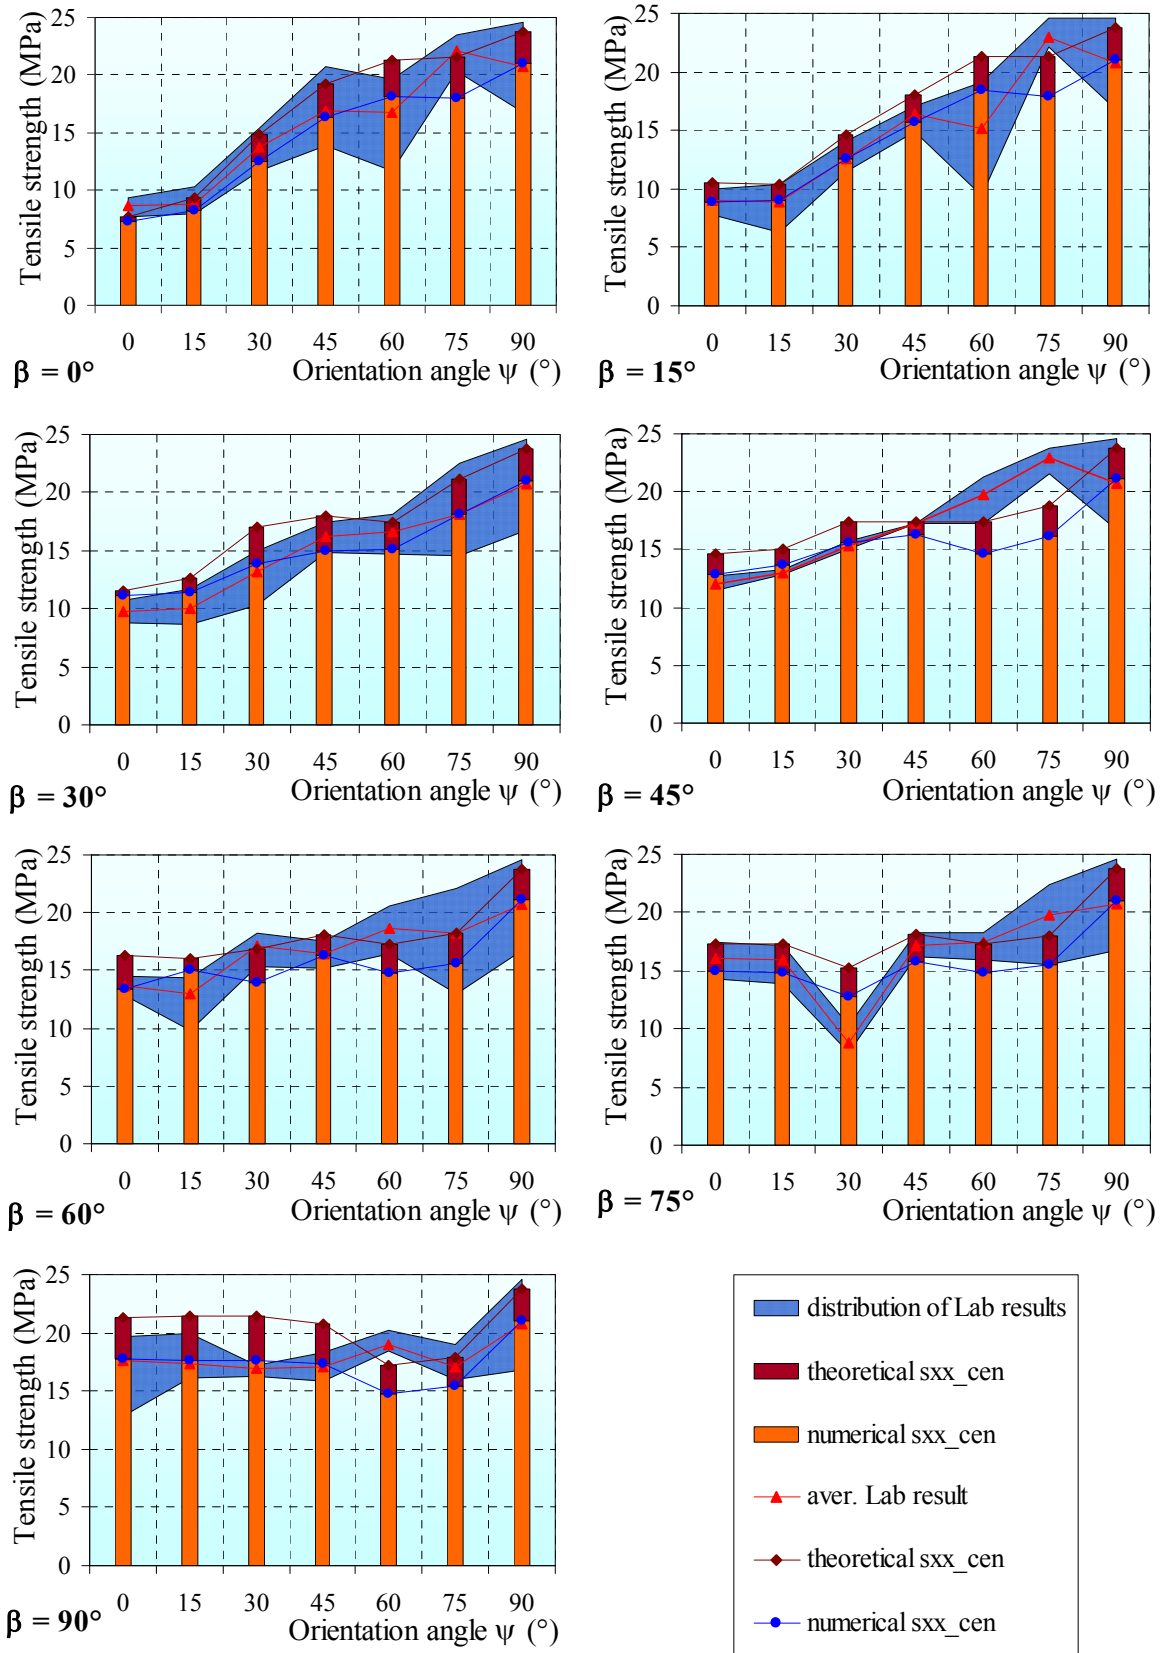 25
20
15
10
5
0
Tensile strength (MPa)
0 15 30 45 60 75 90
β = 0°
Orientation angle ψ (°)
25
20
15
10
5
0
Tensile strength (MPa)
0 15 30 45 60 75 90
β = 15°
Orientation angle ψ (°)
25
20
15
10
5
0
Tensile strength (MPa)
0 15 30 45 60 75 90
β = 30°
Orientation angle ψ (°)
25
20
15
10
5
0
Tensile strength (MPa)
0 15 30 45 60 75 90
β = 45°
Orientation angle ψ (°)
25
20
15
10
5
0
Tensile strength (MPa)
0 15 30 45 60 75 90
β = 60°
Orientation angle ψ (°)
25
20
15
10
5
0
Tensile strength (MPa)
0 15 30 45 60 75 90
β = 75°
Orientation angle ψ (°)
25
20
15
10
5
0
Tensile strength (MPa)
0 15 30 45 60 75 90
β = 90°
Orientation angle ψ (°)
distribution of Lab results
theoretical sxx_cen
numerical sxx_cen
aver. Lab result
theoretical sxx_cen
numerical sxx_cen